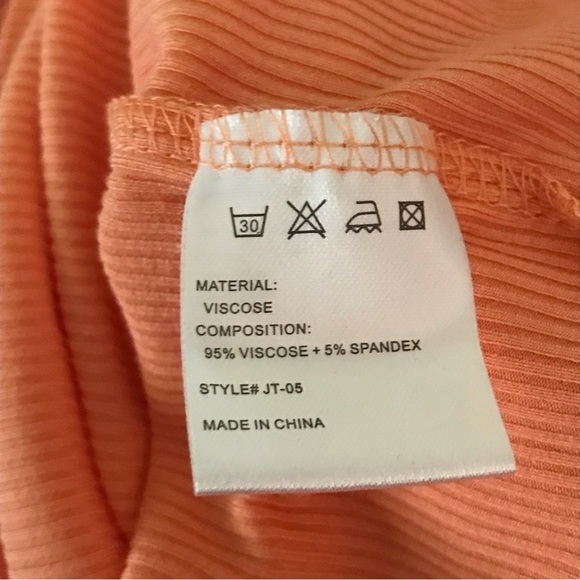 30
MATERIAL:
VISCOSE
COMPOSITION:
95% VISCOSE + 5% SPANDEX
STYLE# JT-05
MADE IN CHINA